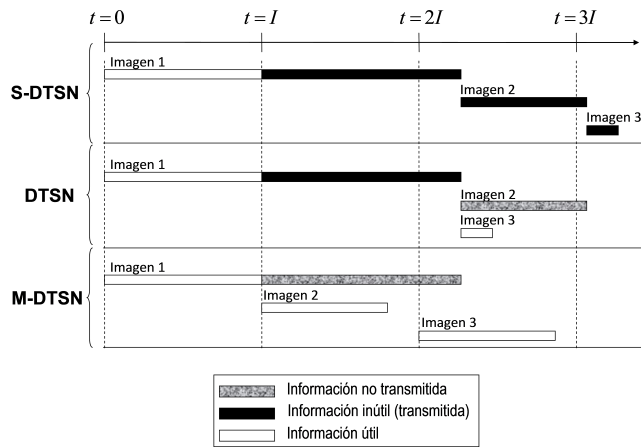 t = 0 t = I t = 2I t = 3I
Imagen 1
S-DTSN
Imagen 2
Imagen 3
Imagen 1
DTSN
Imagen 2
Imagen 3
Imagen 1
M-DTSN
Imagen 2
Imagen 3
Información no transmitida
Información inútil (transmitida)
Información útil